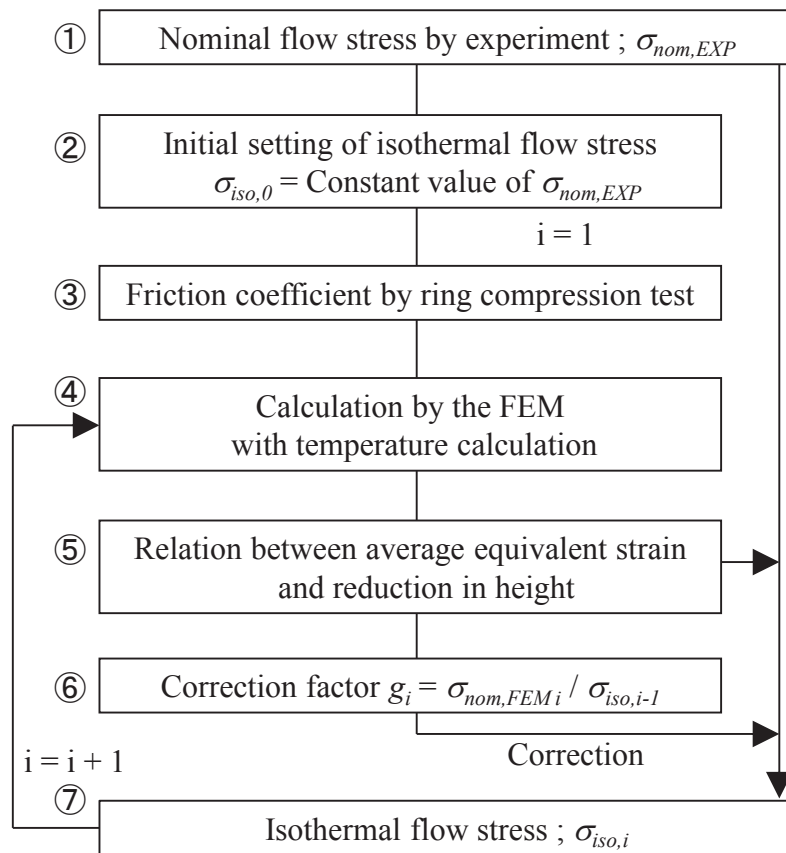 ① Nominal flow stress by experiment ; σnom,EXP
② Initial setting of isothermal flow stress
σiso,0 = Constant value of σnom,EXP
i = 1
③ Friction coefficient by ring compression test
④ Calculation by the FEM
with temperature calculation
⑤ Relation between average equivalent strain
and reduction in height
⑥ Correction factor gi = σnom,FEM i / σiso,i-1
Correction
i = i + 1
⑦ Isothermal flow stress ; σiso,i